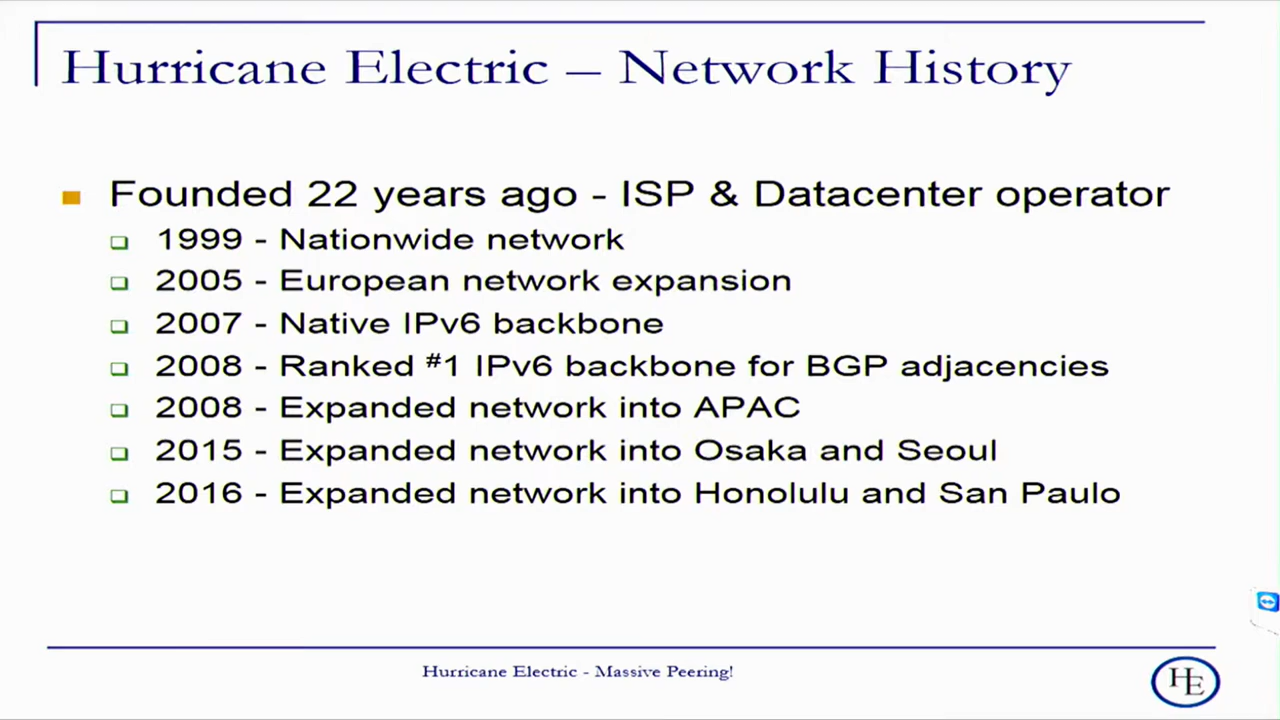 Hurricane Electric – Network History
Founded 22 years ago - ISP & Datacenter operator
1999 - Nationwide network
2005 - European network expansion
2007 - Native IPv6 backbone
2008 - Ranked #1 IPv6 backbone for BGP adjacencies
2008 - Expanded network into APAC
2015 - Expanded network into Osaka and Seoul
2016 - Expanded network into Honolulu and San Paulo
Hurricane Electric - Massive Peering!
HE